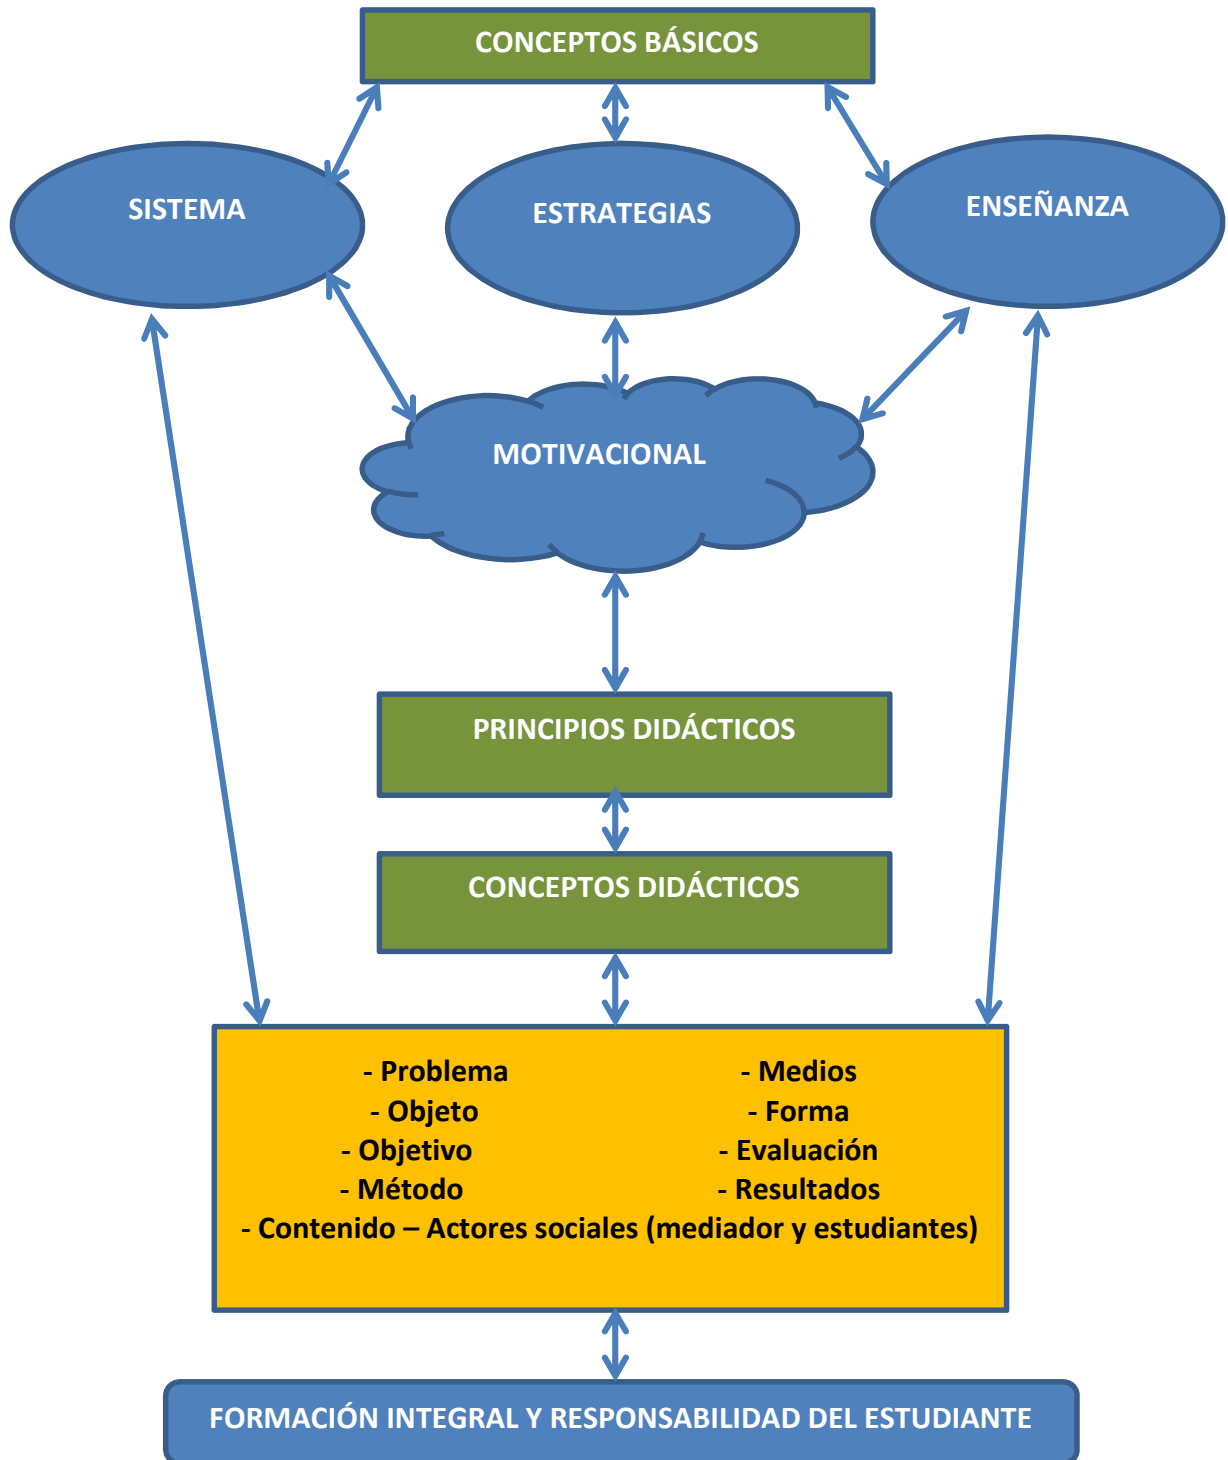 CONCEPTOS BÁSICOS
SISTEMA
ESTRATEGIAS
ENSEÑANZA
MOTIVACIONAL
PRINCIPIOS DIDÁCTICOS
CONCEPTOS DIDÁCTICOS
- Problema - Medios
- Objeto - Forma
- Objetivo - Evaluación
- Método - Resultados
- Contenido – Actores sociales (mediador y estudiantes)
FORMACIÓN INTEGRAL Y RESPONSABILIDAD DEL ESTUDIANTE